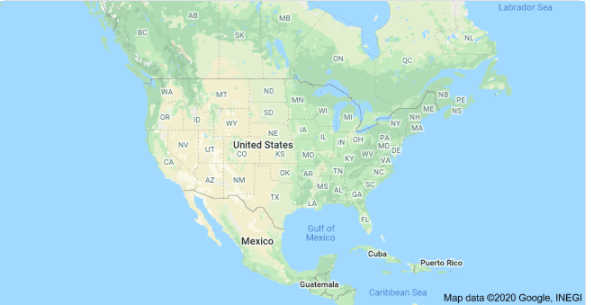 Labrador Sea
AB
MB
BC
SK
NL
ON
QC
WA
MT
ND
MN
NB
PE
ME
NS
OR
ID
SD
WI
MI
NY
NH
MA
WY
NE
IA
IL
IN
OH
PA
MD
DE
NV
UT
CO
United States
KS
MO
KY
WV
VA
CA
AZ
NM
OK
AR
TN
NC
SC
MS
AL
GA
TX
LA
FL
Gulf of
Mexico
Mexico
Cuba
Puerto Rico
Guatemala
Caribbean Sea
Map data ©2020 Google, INEGI